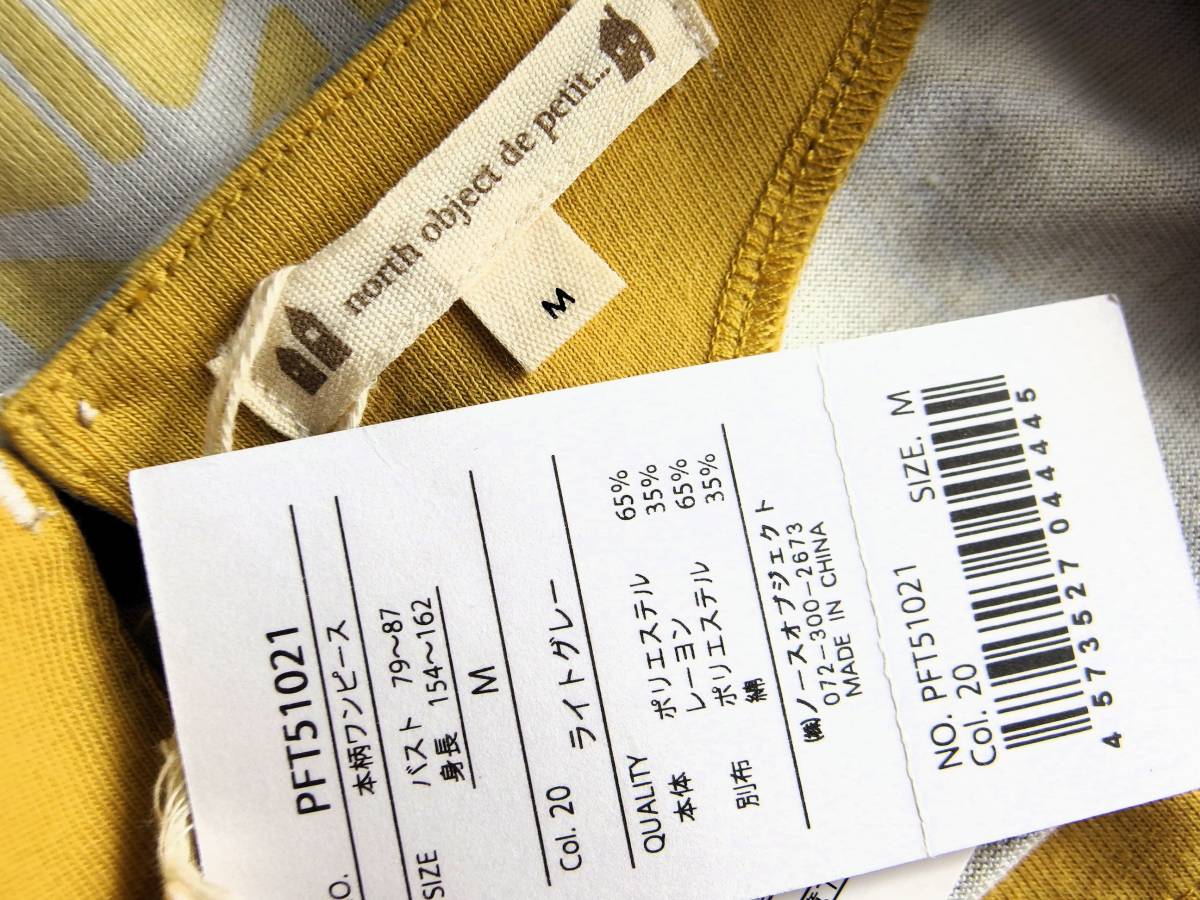 north object de petit...
M
O. PFT51021
本柄ワンピース
SIZE バスト 79〜87
身長 154〜162
M
Col. 20 ライトグレー
QUALITY
本体 ポリエステル 65%
レーヨン 35%
別布 ポリエステル 65%
綿 35%
㈱ノースオブジェクト
072-300-2673
MADE IN CHINA
NO. PFT51021 SIZE. M
Col. 20
4573527044445